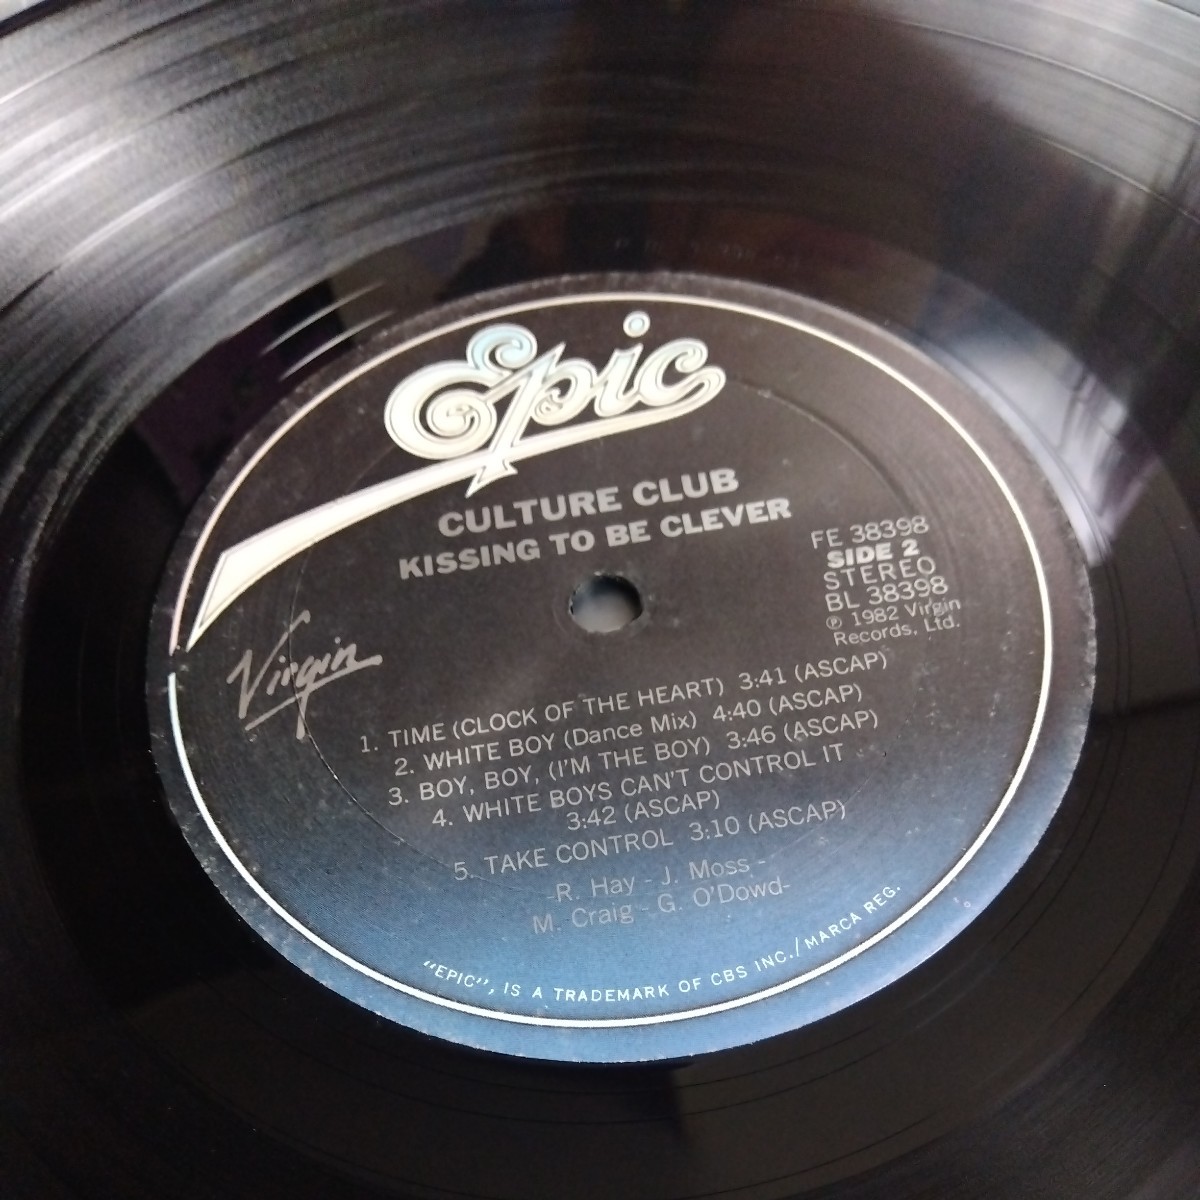 Epic
CULTURE CLUB
KISSING TO BE CLEVER
FE 38398
SIDE 2
STEREO
BL 38398
℗ 1982 Virgin
Records, Ltd.
Virgin
1. TIME (CLOCK OF THE HEART) 3:41 (ASCAP)
2. WHITE BOY (Dance Mix) 4:40 (ASCAP)
3. BOY, BOY, (I'M THE BOY) 3:46 (ASCAP)
4. WHITE BOYS CAN'T CONTROL IT
3:42 (ASCAP)
5. TAKE CONTROL 3:10 (ASCAP)
-R. Hay - J. Moss -
M. Craig - G. O'Dowd-
"EPIC", IS A TRADEMARK OF CBS INC./MARCA REG.